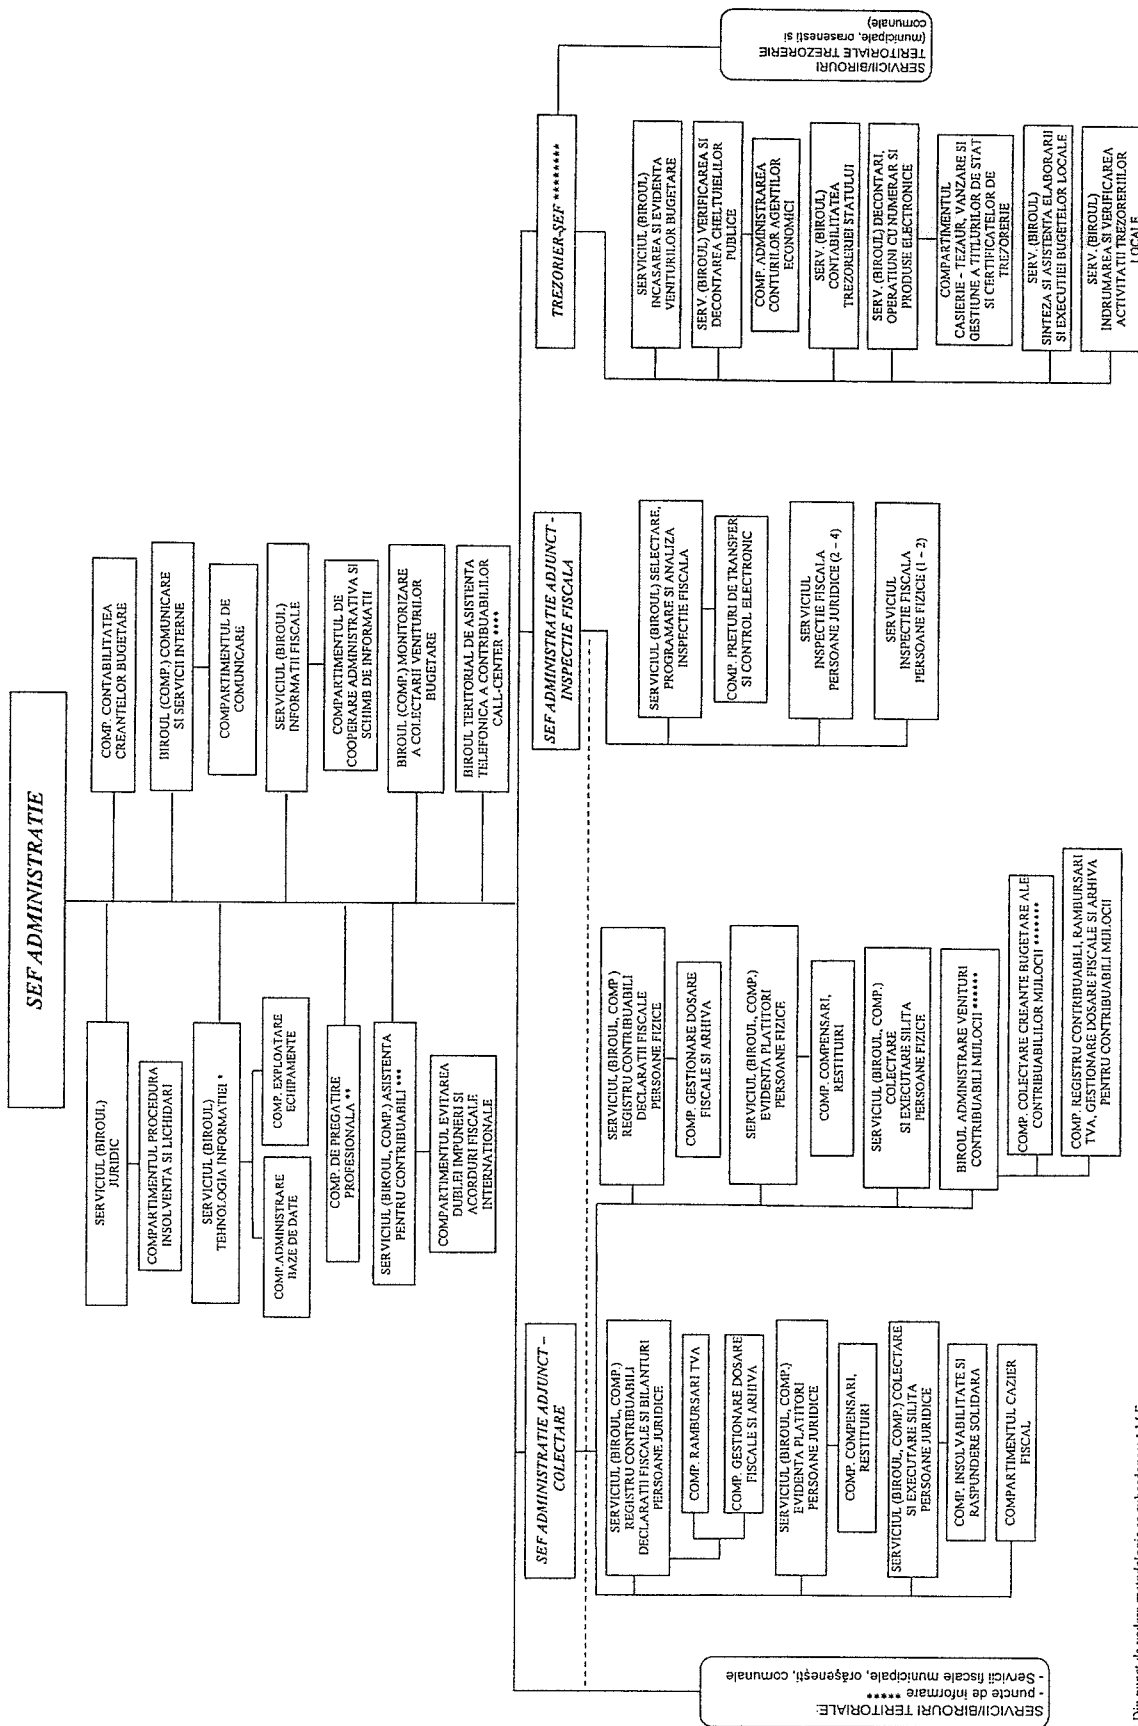 SEF ADMINISTRATIE
SERVICIUL (BIROUL)
JURIDIC
COMPARTIMENTUL PROCEDURA
INSOLVENTA SI LICHIDARI
SERVICIUL (BIROUL)
TEHNOLOGIA INFORMATIEI *
COMP.ADMINISTRARE
BAZE DE DATE
COMP. EXPLOATARE
ECHIPAMENTE
COMP. DE PREGATIRE
PROFESIONALA **
SERVICIUL (BIROUL, COMP.) ASISTENTA
PENTRU CONTRIBUABILI ***
COMPARTIMENTUL EVITAREA
DUBLEI IMPUNERI SI
ACORDURI FISCALE
INTERNATIONALE
COMP. CONTABILITATEA
CREANTELOR BUGETARE
BIROUL (COMP.) COMUNICARE
SI SERVICII INTERNE
COMPARTIMENTUL DE
COMUNICARE
SERVICIUL (BIROUL)
INFORMATII FISCALE
COMPARTIMENTUL DE
COOPERARE ADMINISTRATIVA SI
SCHIMB DE INFORMATII
BIROUL (COMP.) MONITORIZARE
A COLECTARII VENITURILOR
BUGETARE
BIROUL TERITORIAL DE ASISTENTA
TELEFONICA A CONTRIBUABILILOR
CALL-CENTER ****
SERVICII/BIROURI TERITORIALE:
- puncte de informare *****
- Servicii fiscale municipale, orăşeneşti, comunale
SEF ADMINISTRATIE ADJUNCT –
COLECTARE
SERVICIUL (BIROUL, COMP.)
REGISTRU CONTRIBUABILI
DECLARATII FISCALE SI BILANTURI
PERSOANE JURIDICE
COMP. RAMBURSARI TVA
COMP. GESTIONARE DOSARE
FISCALE SI ARHIVA
SERVICIUL (BIROUL, COMP.)
EVIDENTA PLATITORI
PERSOANE JURIDICE
COMP. COMPENSARI,
RESTITUIRI
SERVICIUL (BIROUL, COMP.) COLECTARE
SI EXECUTARE SILITA
PERSOANE JURIDICE
COMP. INSOLVABILITATE SI
RASPUNDERE SOLIDARA
COMPARTIMENTUL CAZIER
FISCAL
SERVICIUL (BIROUL, COMP)
REGISTRU CONTRIBUABILI
DECLARATII FISCALE
PERSOANE FIZICE
COMP. GESTIONARE DOSARE
FISCALE SI ARHIVA
SERVICIUL (BIROUL, COMP.)
EVIDENTA PLATITORI
PERSOANE FIZICE
COMP. COMPENSARI,
RESTITUIRI
SERVICIUL (BIROUL, COMP.)
COLECTARE
SI EXECUTARE SILITA
PERSOANE FIZICE
BIROUL ADMINISTRARE VENITURI
CONTRIBUABILI MIJLOCII ******
COMP. COLECTARE CREANTE BUGETARE ALE
CONTRIBUABILILOR MIJLOCII *******
COMP. REGISTRU CONTRIBUABILI, RAMBURSARI
TVA, GESTIONARE DOSARE FISCALE SI ARHIVA
PENTRU CONTRIBUABILI MIJLOCII
SEF ADMINISTRATIE ADJUNCT -
INSPECTIE FISCALA
SERVICIUL (BIROUL) SELECTARE,
PROGRAMARE SI ANALIZA
INSPECTIE FISCALA
COMP. PRETURI DE TRANSFER
SI CONTROL ELECTRONIC
SERVICIUL
INSPECTIE FISCALA
PERSOANE JURIDICE (2 – 4)
SERVICIUL
INSPECTIE FISCALA
PERSOANE FIZICE (1 – 2)
TREZORIER-ŞEF ********
SERVICIUL (BIROUL)
INCASAREA SI EVIDENTA
VENITURILOR BUGETARE
SERV. (BIROUL) VERIFICAREA SI
DECONTAREA CHELTUIELILOR
PUBLICE
COMP. ADMINISTRAREA
CONTURILOR AGENTILOR
ECONOMICI
SERV. (BIROUL)
CONTABILITATEA
TREZORERIEI STATULUI
SERV. (BIROUL) DECONTARI,
OPERATIUNI CU NUMERAR SI
PRODUSE ELECTRONICE
COMPARTIMENTUL
CASIERIE – TEZAUR, VANZARE SI
GESTIUNE A TITLURILOR DE STAT
SI CERTIFICATELOR DE
TREZORERIE
SERV. (BIROUL)
SINTEZA SI ASISTENTA ELABORARII
SI EXECUTIEI BUGETELOR LOCALE
SERV. (BIROUL)
INDRUMAREA SI VERIFICAREA
ACTIVITATII TREZORERIILOR
LOCALE
SERVICII/BIROURI
TERITORIALE TREZORERIE
(municipale, orasenesti si
comunale)